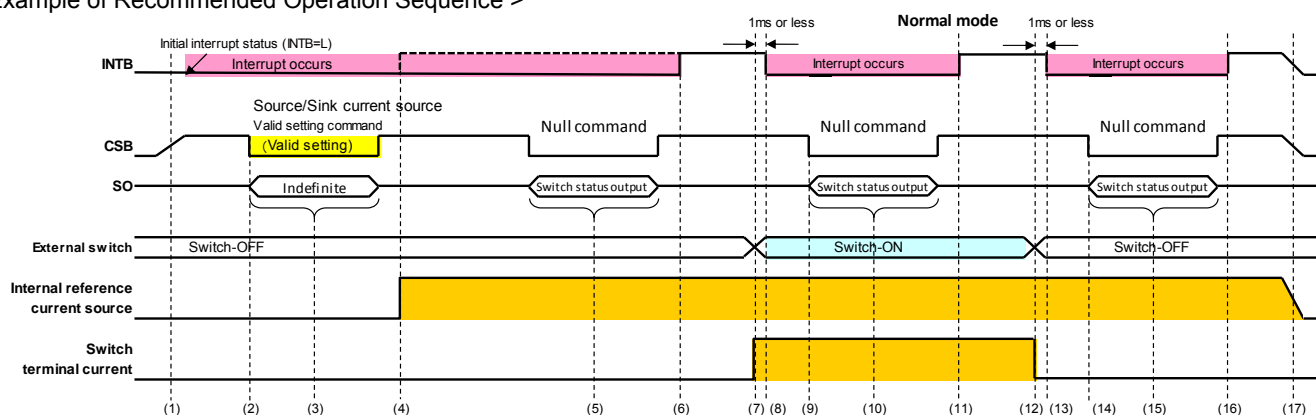 Example of Recommended Operation Sequence >
1ms or less
Normal mode
1ms or less
Initial interrupt status (INTB=L)
INTB
Interrupt occurs
Interrupt occurs
Interrupt occurs
Source/Sink current source
Valid setting command
Null command
Null command
Null command
CSB
(Valid setting)
SO
Indefinite
Switch status output
Switch status output
Switch status output
External switch
Switch-OFF
Switch-ON
Switch-OFF
Internal reference
current source
Switch
terminal current
(1) (2) (3) (4) (5) (6) (7) (8) (9) (10) (11) (12) (13) (14) (15) (16) (17)